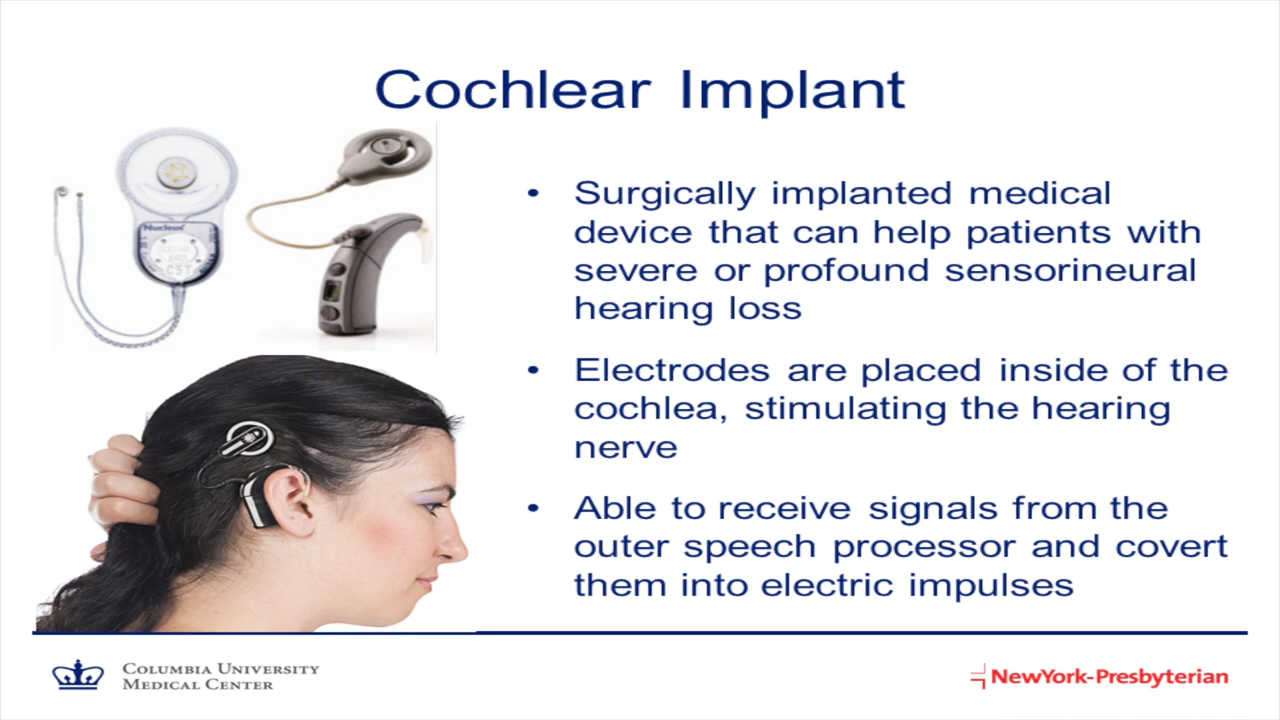 Cochlear Implant
Nucleus
• Surgically implanted medical
device that can help patients with
severe or profound sensorineural
hearing loss
• Electrodes are placed inside of the
cochlea, stimulating the hearing
nerve
• Able to receive signals from the
outer speech processor and covert
them into electric impulses
COLUMBIA UNIVERSITY
MEDICAL CENTER
NewYork-Presbyterian